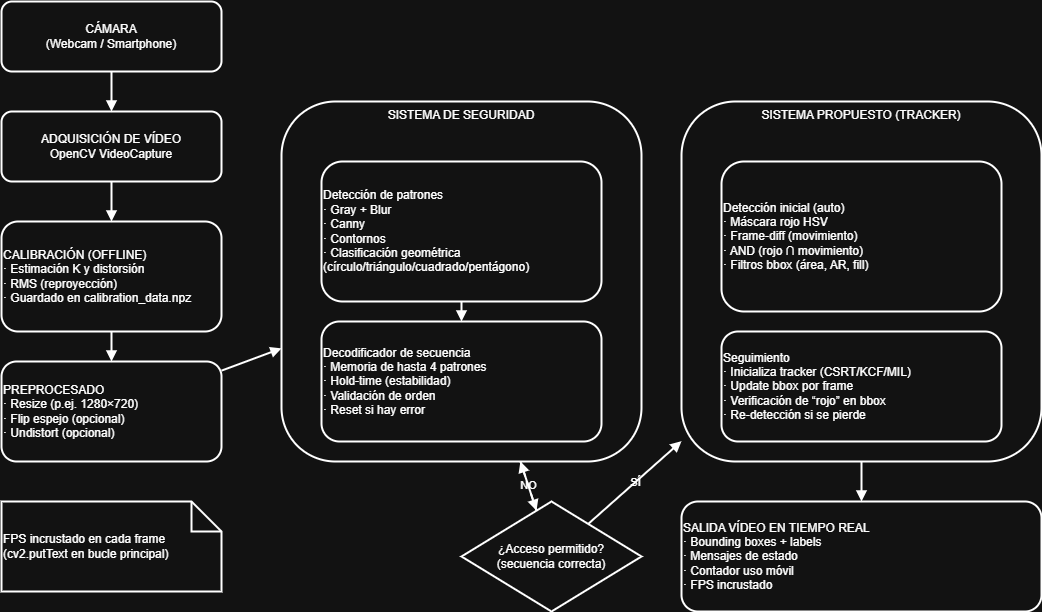 CÁMARA
(Webcam / Smartphone)
ADQUISICIÓN DE VÍDEO
OpenCV VideoCapture
CALIBRACIÓN (OFFLINE)
· Estimación K y distorsión
· RMS (reproyección)
· Guardado en calibration_data.npz
PREPROCESADO
· Resize (p.ej. 1280×720)
· Flip espejo (opcional)
· Undistort (opcional)
FPS incrustado en cada frame
(cv2.putText en bucle principal)
SISTEMA DE SEGURIDAD
Detección de patrones
· Gray + Blur
· Canny
· Contornos
· Clasificación geométrica
(círculo/triángulo/cuadrado/pentágono)
Decodificador de secuencia
· Memoria de hasta 4 patrones
· Hold-time (estabilidad)
· Validación de orden
· Reset si hay error
NO
SÍ
¿Acceso permitido?
(secuencia correcta)
SISTEMA PROPUESTO (TRACKER)
Detección inicial (auto)
· Máscara rojo HSV
· Frame-diff (movimiento)
· AND (rojo ∩ movimiento)
· Filtros bbox (área, AR, fill)
Seguimiento
· Inicializa tracker (CSRT/KCF/MIL)
· Update bbox por frame
· Verificación de “rojo” en bbox
· Re-detección si se pierde
SALIDA VÍDEO EN TIEMPO REAL
· Bounding boxes + labels
· Mensajes de estado
· Contador uso móvil
· FPS incrustado